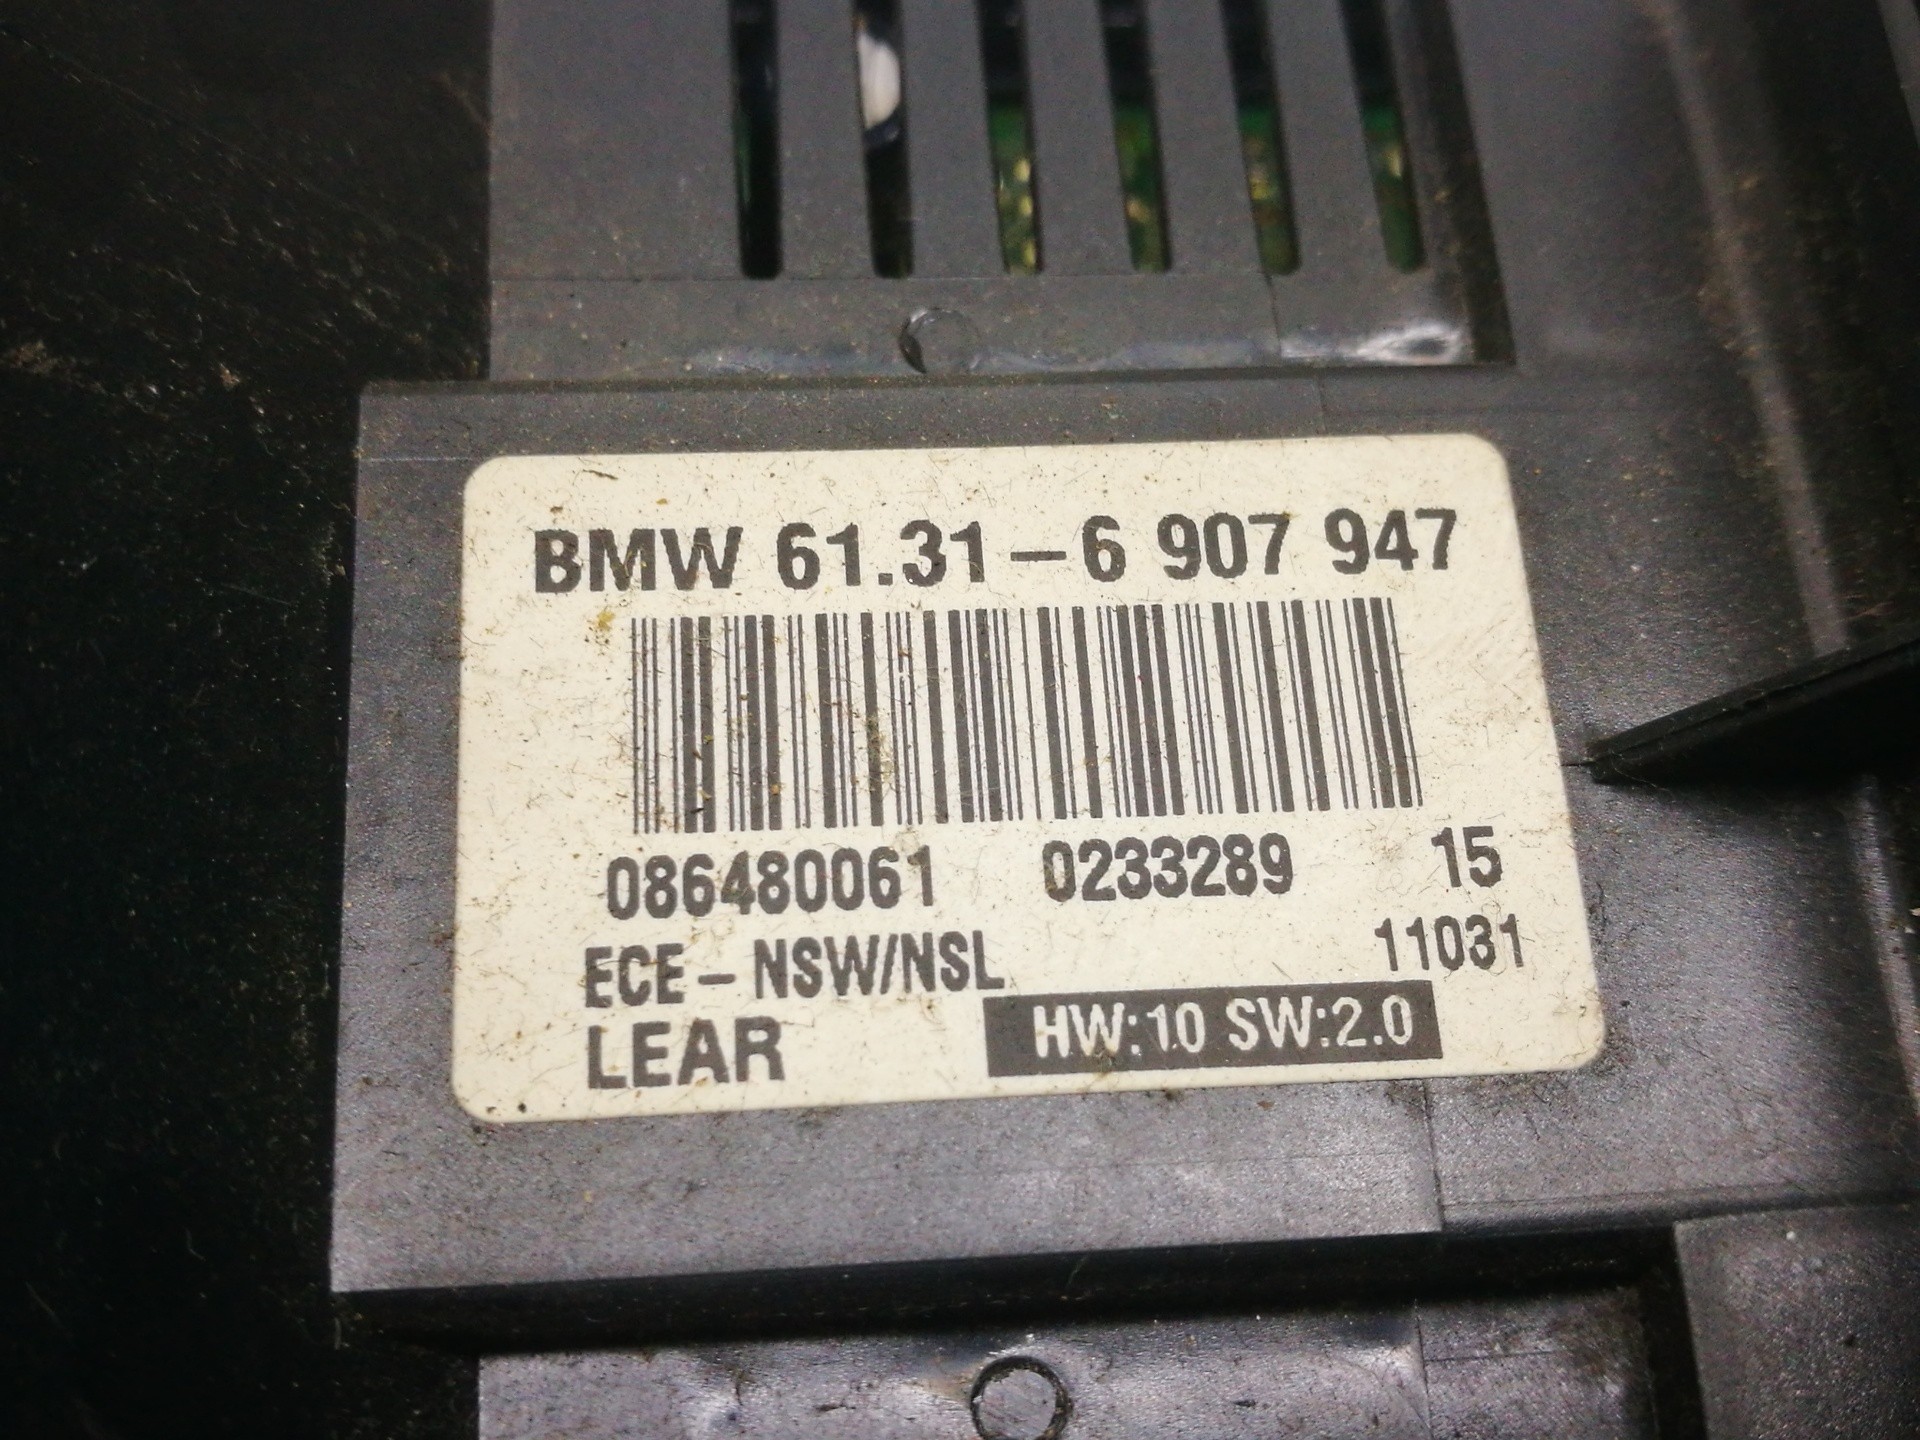 BMW 61.31-6 907 947
086480061 0233289 15
ECE-NSW/NSL 11031
LEAR HW:10 SW:2.0